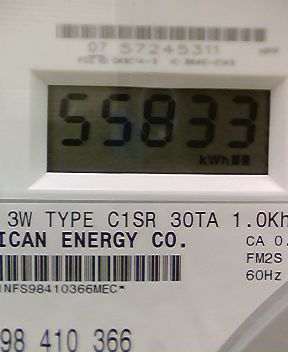 07 57245311
55833
kWh
3W TYPE C1SR 30TA 1.0Kh
ICAN ENERGY CO.
CA 0.
FM2S
60Hz
NFS98410366MEC*
98 410 366